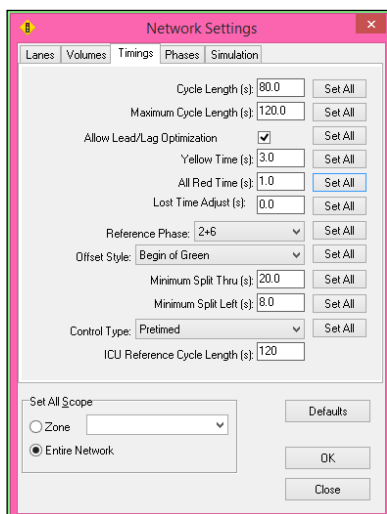 Network Settings
Lanes Volumes Timings Phases Simulation
Cycle Length (s): 80.0 Set All
Maximum Cycle Length (s): 120.0 Set All
Allow Lead/Lag Optimization Set All
Yellow Time (s): 3.0 Set All
All Red Time (s): 1.0 Set All
Lost Time Adjust (s): 0.0 Set All
Reference Phase: 2+6 Set All
Offset Style: Begin of Green Set All
Minimum Split Thru (s): 20.0 Set All
Minimum Split Left (s): 8.0 Set All
Control Type: Pretimed Set All
ICU Reference Cycle Length (s): 120
Set All Scope
Defaults
Zone
Entire Network
OK
Close